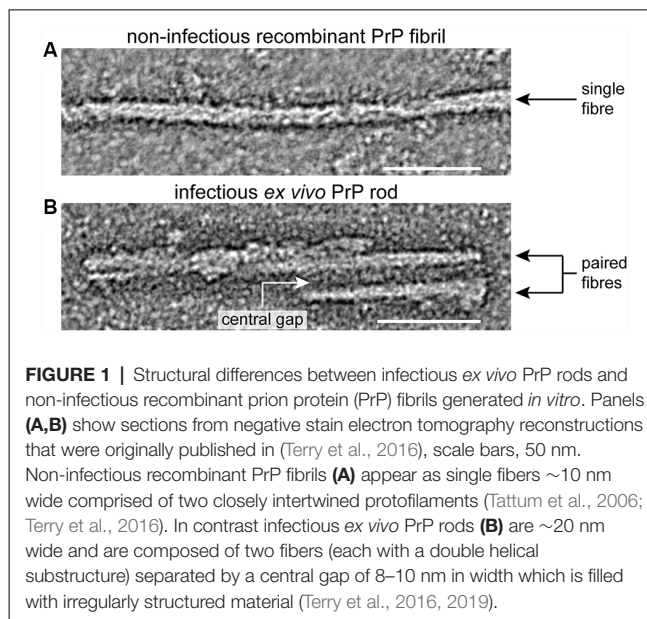 A
non-infectious recombinant PrP fibril
single
fibre
B
infectious ex vivo PrP rod
paired
fibres
central gap
FIGURE 1 | Structural differences between infectious ex vivo PrP rods and
non-infectious recombinant prion protein (PrP) fibrils generated in vitro. Panels
(A,B) show sections from negative stain electron tomography reconstructions
that were originally published in (Terry et al., 2016), scale bars, 50 nm.
Non-infectious recombinant PrP fibrils (A) appear as single fibers ∼10 nm
wide comprised of two closely intertwined protofilaments (Tattum et al., 2006;
Terry et al., 2016). In contrast infectious ex vivo PrP rods (B) are ∼20 nm
wide and are composed of two fibers (each with a double helical
substructure) separated by a central gap of 8–10 nm in width which is filled
with irregularly structured material (Terry et al., 2016, 2019).